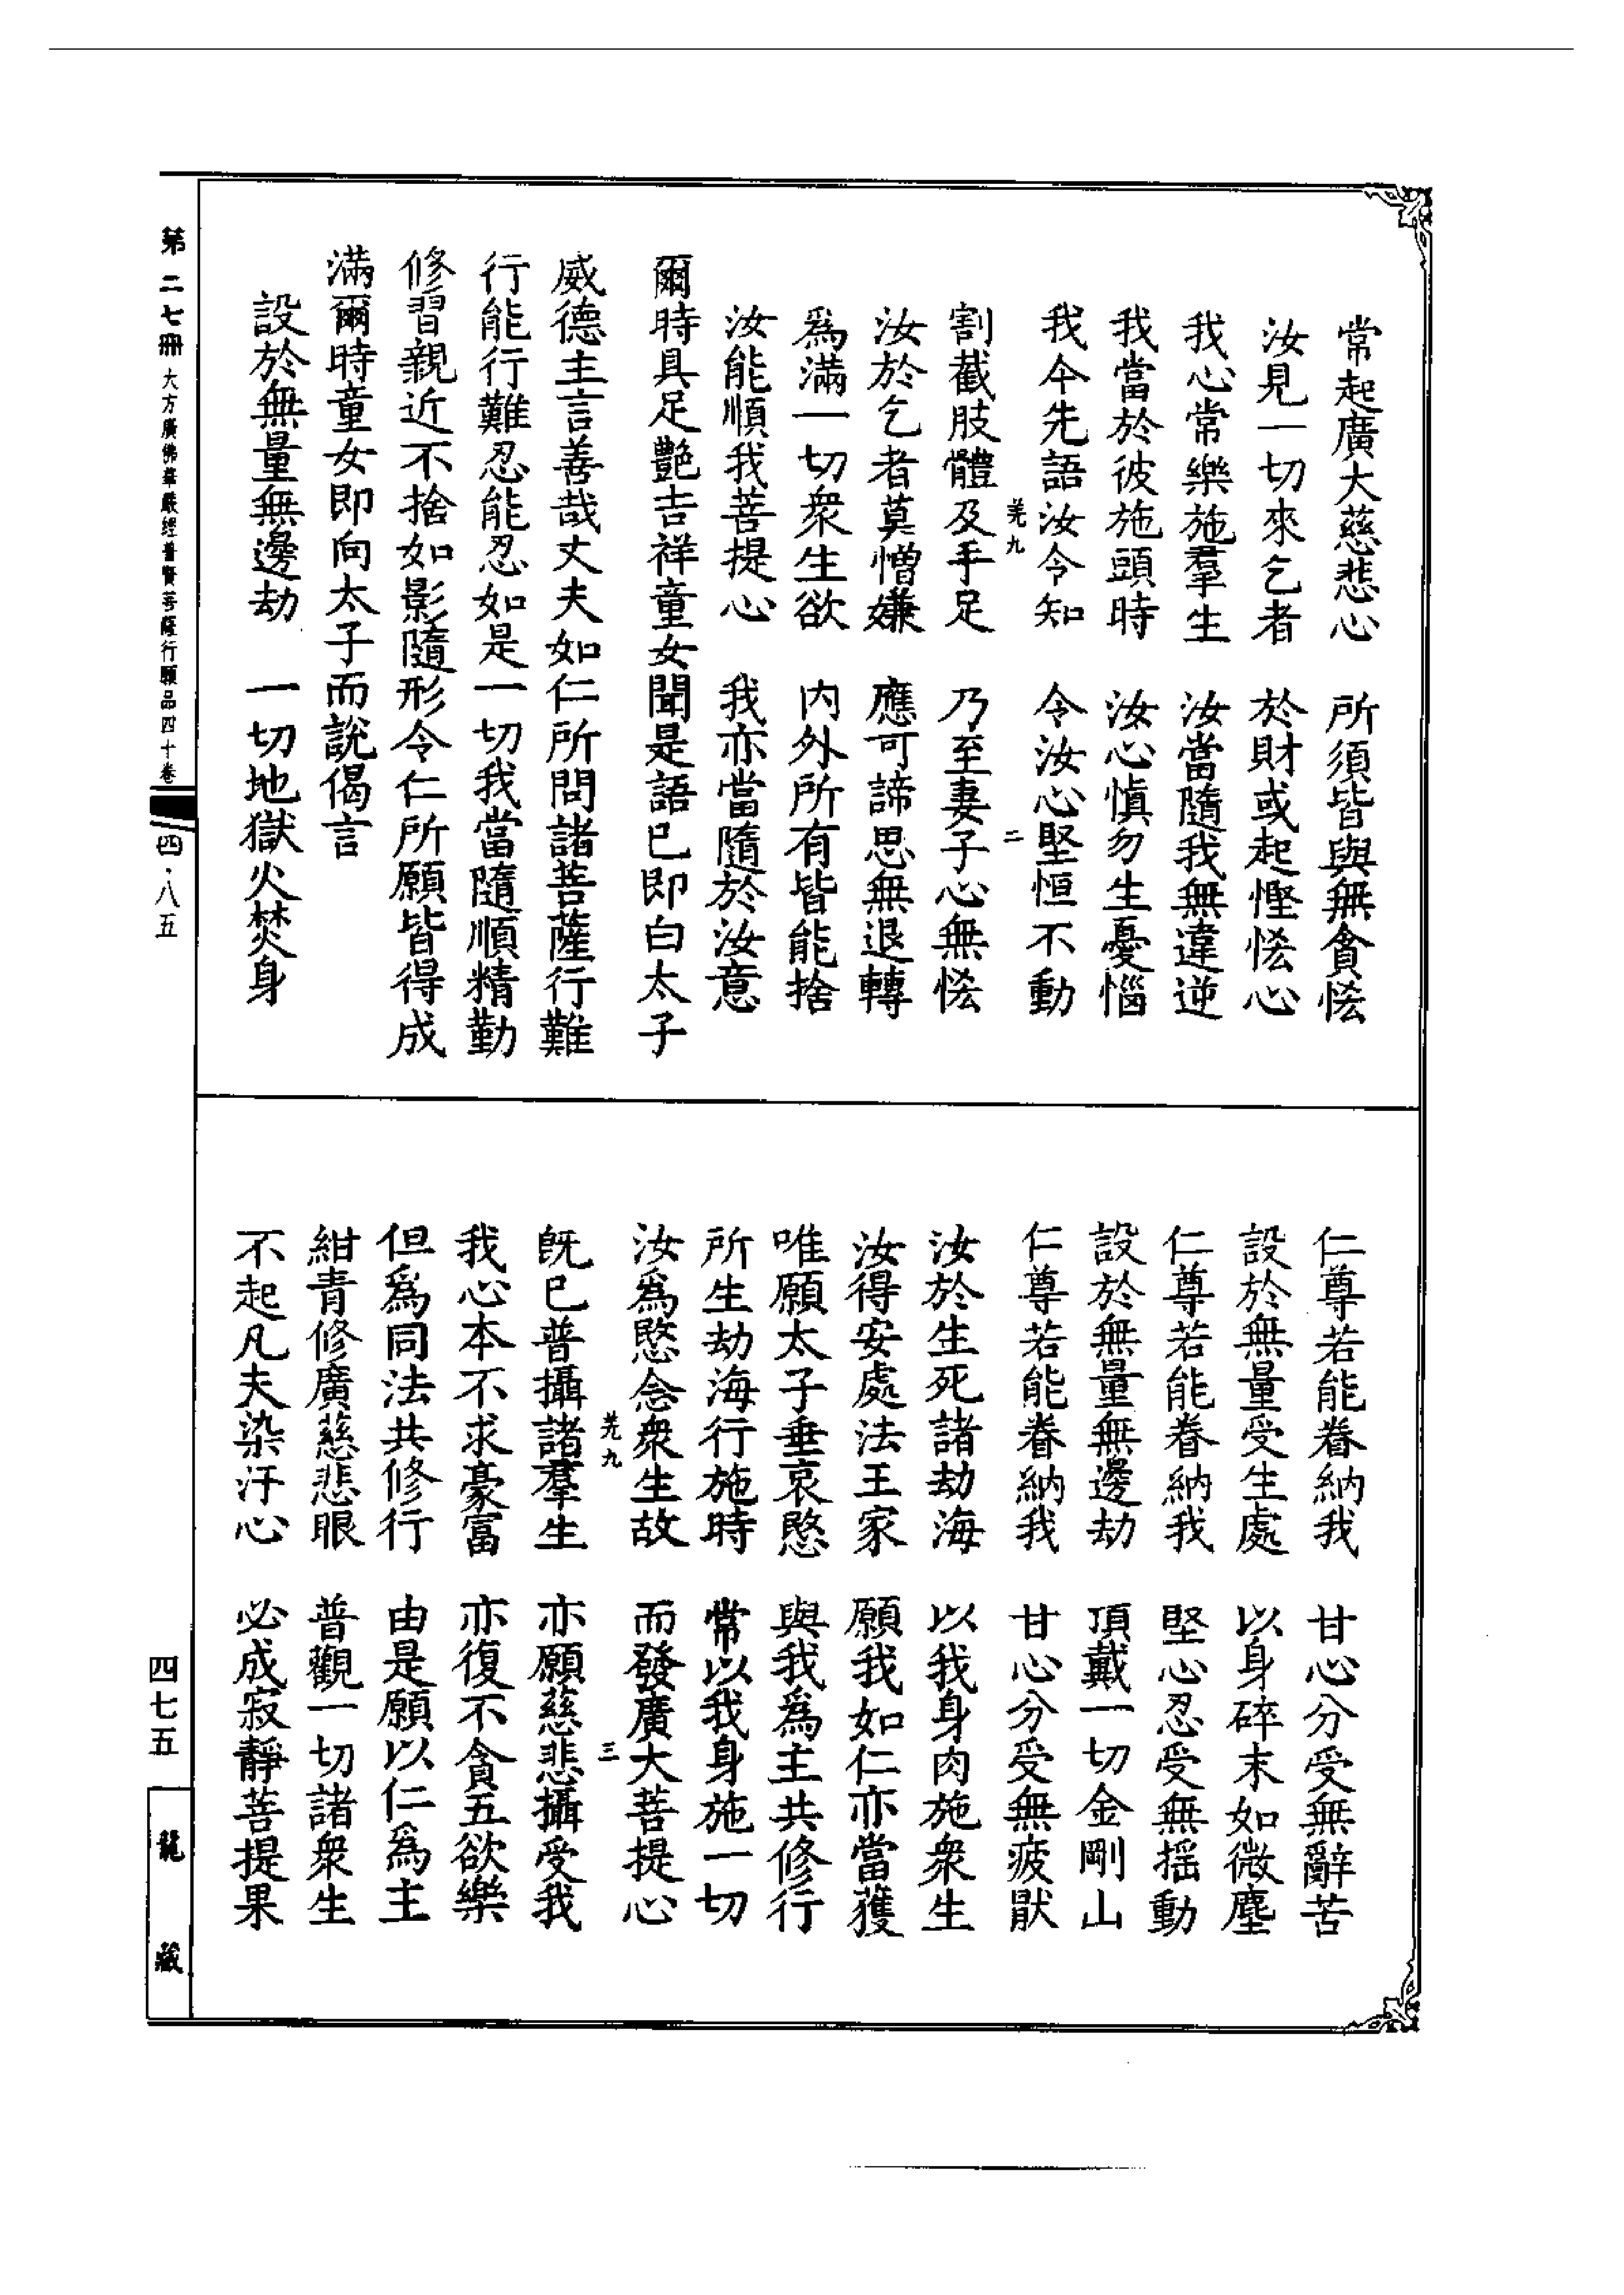 常起廣大慈悲心　所須皆與無貪悋
汝見一切來乞者　於財或起慳悋心
我心常樂施羣生　汝當隨我無違逆
我當於彼施頭時　汝心慎勿生憂惱
我今先語汝令知　令汝心堅恒不動
羌九　二
割截肢體及手足　乃至妻子心無悋
汝於乞者莫憎嫌　應可諦思無退轉
爲滿一切衆生欲　内外所有皆能捨
汝能順我菩提心　我亦當隨於汝意
爾時具足艷吉祥童女聞是語已即白太子
威德主言善哉丈夫如仁所問諸菩薩行難
行能行難忍能忍如是一切我當隨順精勤
修習親近不捨如影隨形令仁所願皆得成
滿爾時童女即向太子而說偈言
設於無量無邊劫　一切地獄火焚身
仁尊若能眷納我　甘心分受無辭苦
設於無量受生處　以身碎末如微塵
仁尊若能眷納我　堅心忍受無揺動
設於無量無邊劫　頂戴一切金剛山
仁尊若能眷納我　甘心分受無疲猒
汝於生死諸劫海　以我身肉施衆生
汝得安處法王家　願我如仁亦當獲
唯願太子垂哀愍　與我爲主共修行
所生劫海行施時　常以我身施一切
汝爲愍念衆生故　而發廣大菩提心
羌九　三
既已普攝諸羣生　亦願慈悲攝受我
我心本不求豪富　亦復不貪五欲樂
但爲同法共修行　由是願以仁爲主
紺青修廣慈悲眼　普觀一切諸衆生
不起凡夫染汙心　必成寂靜菩提果
第二七冊　大方廣佛華嚴經普賢菩薩行願品四十卷　四·八五
四七五　龍藏